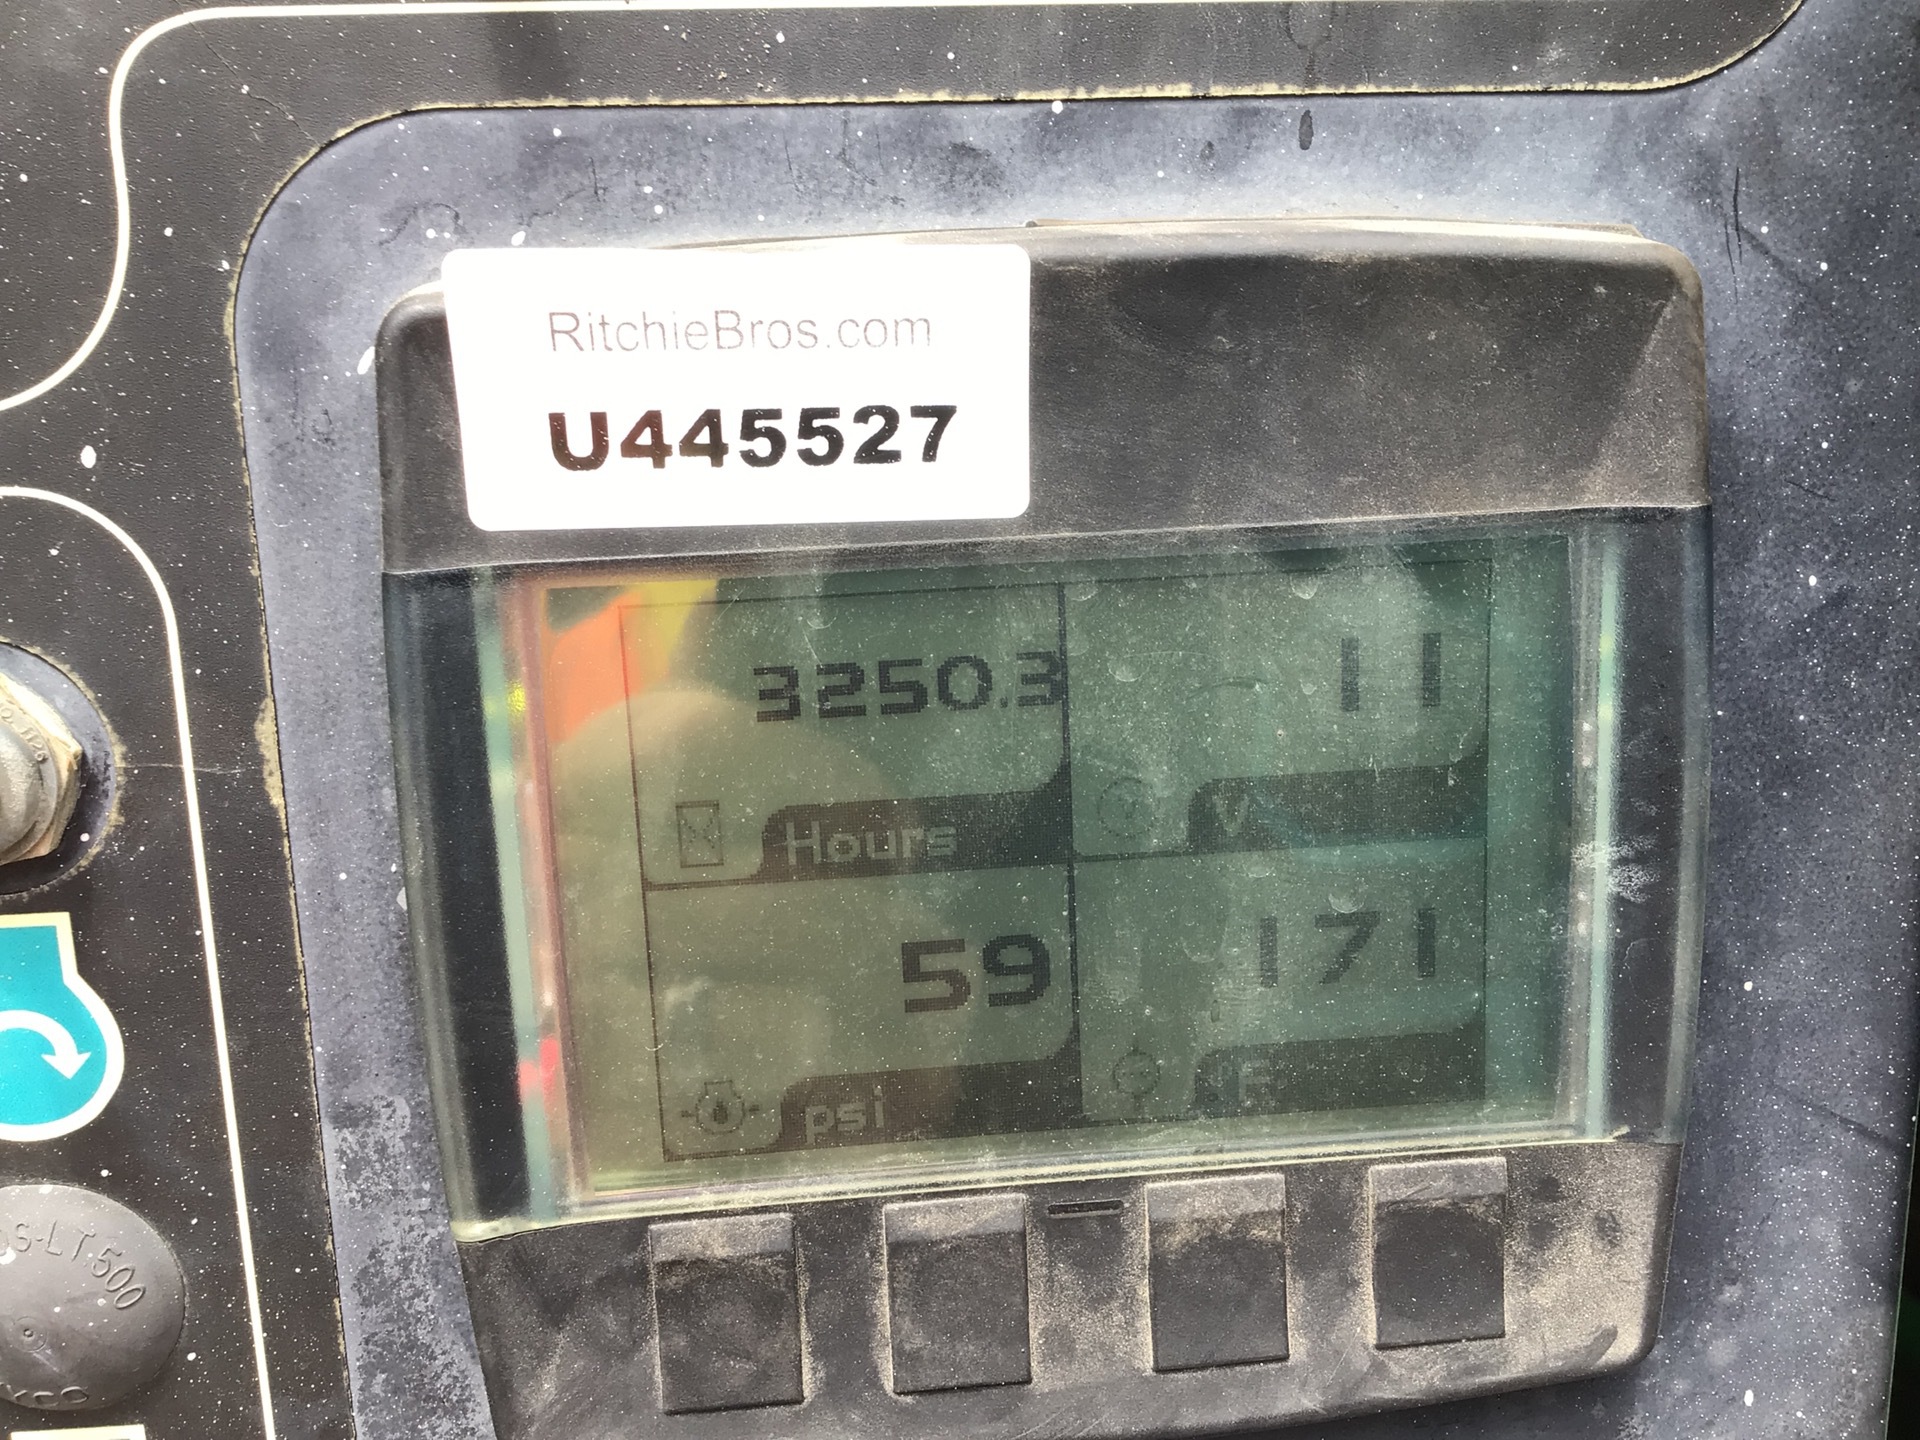 RitchieBros.com
U445527
3250.3
11
Hours
V
59
171
psi
°F